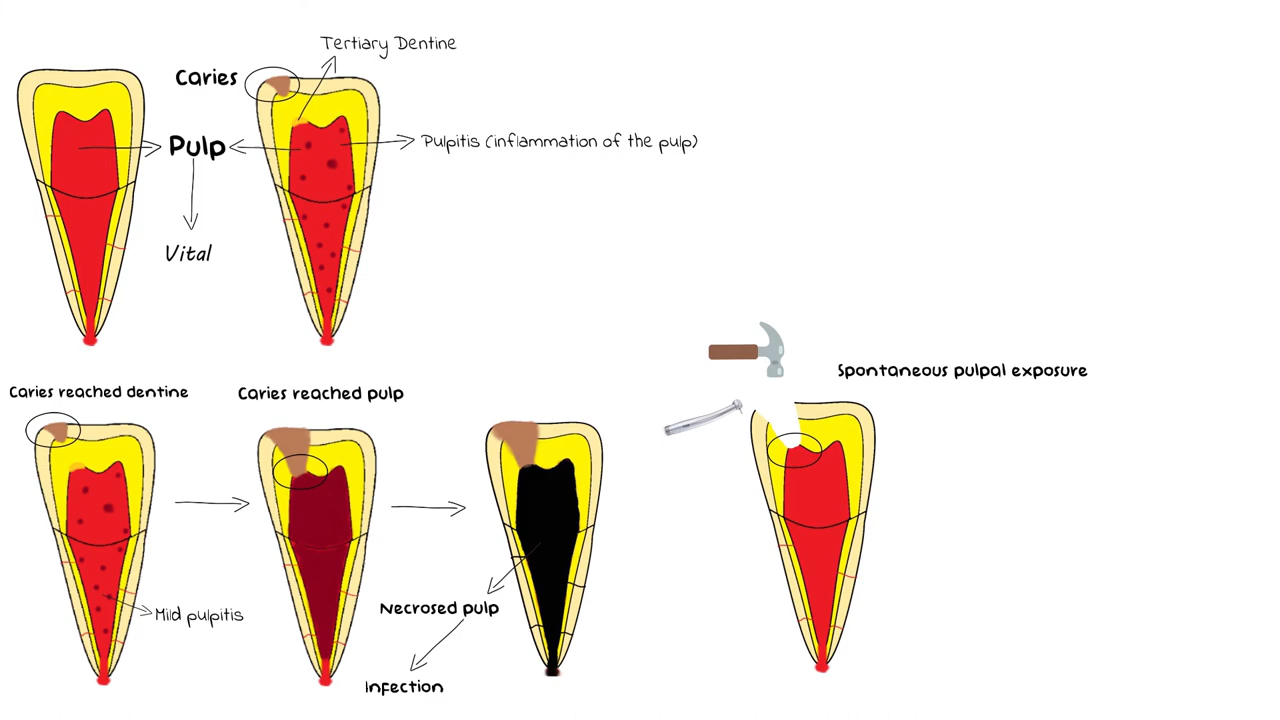 Tertiary Dentine
Caries
Pulp
Pulpitis (inflammation of the pulp)
Vital
Spontaneous pulpal exposure
Caries reached dentine
Caries reached pulp
Mild pulpitis
Necrosed pulp
Infection